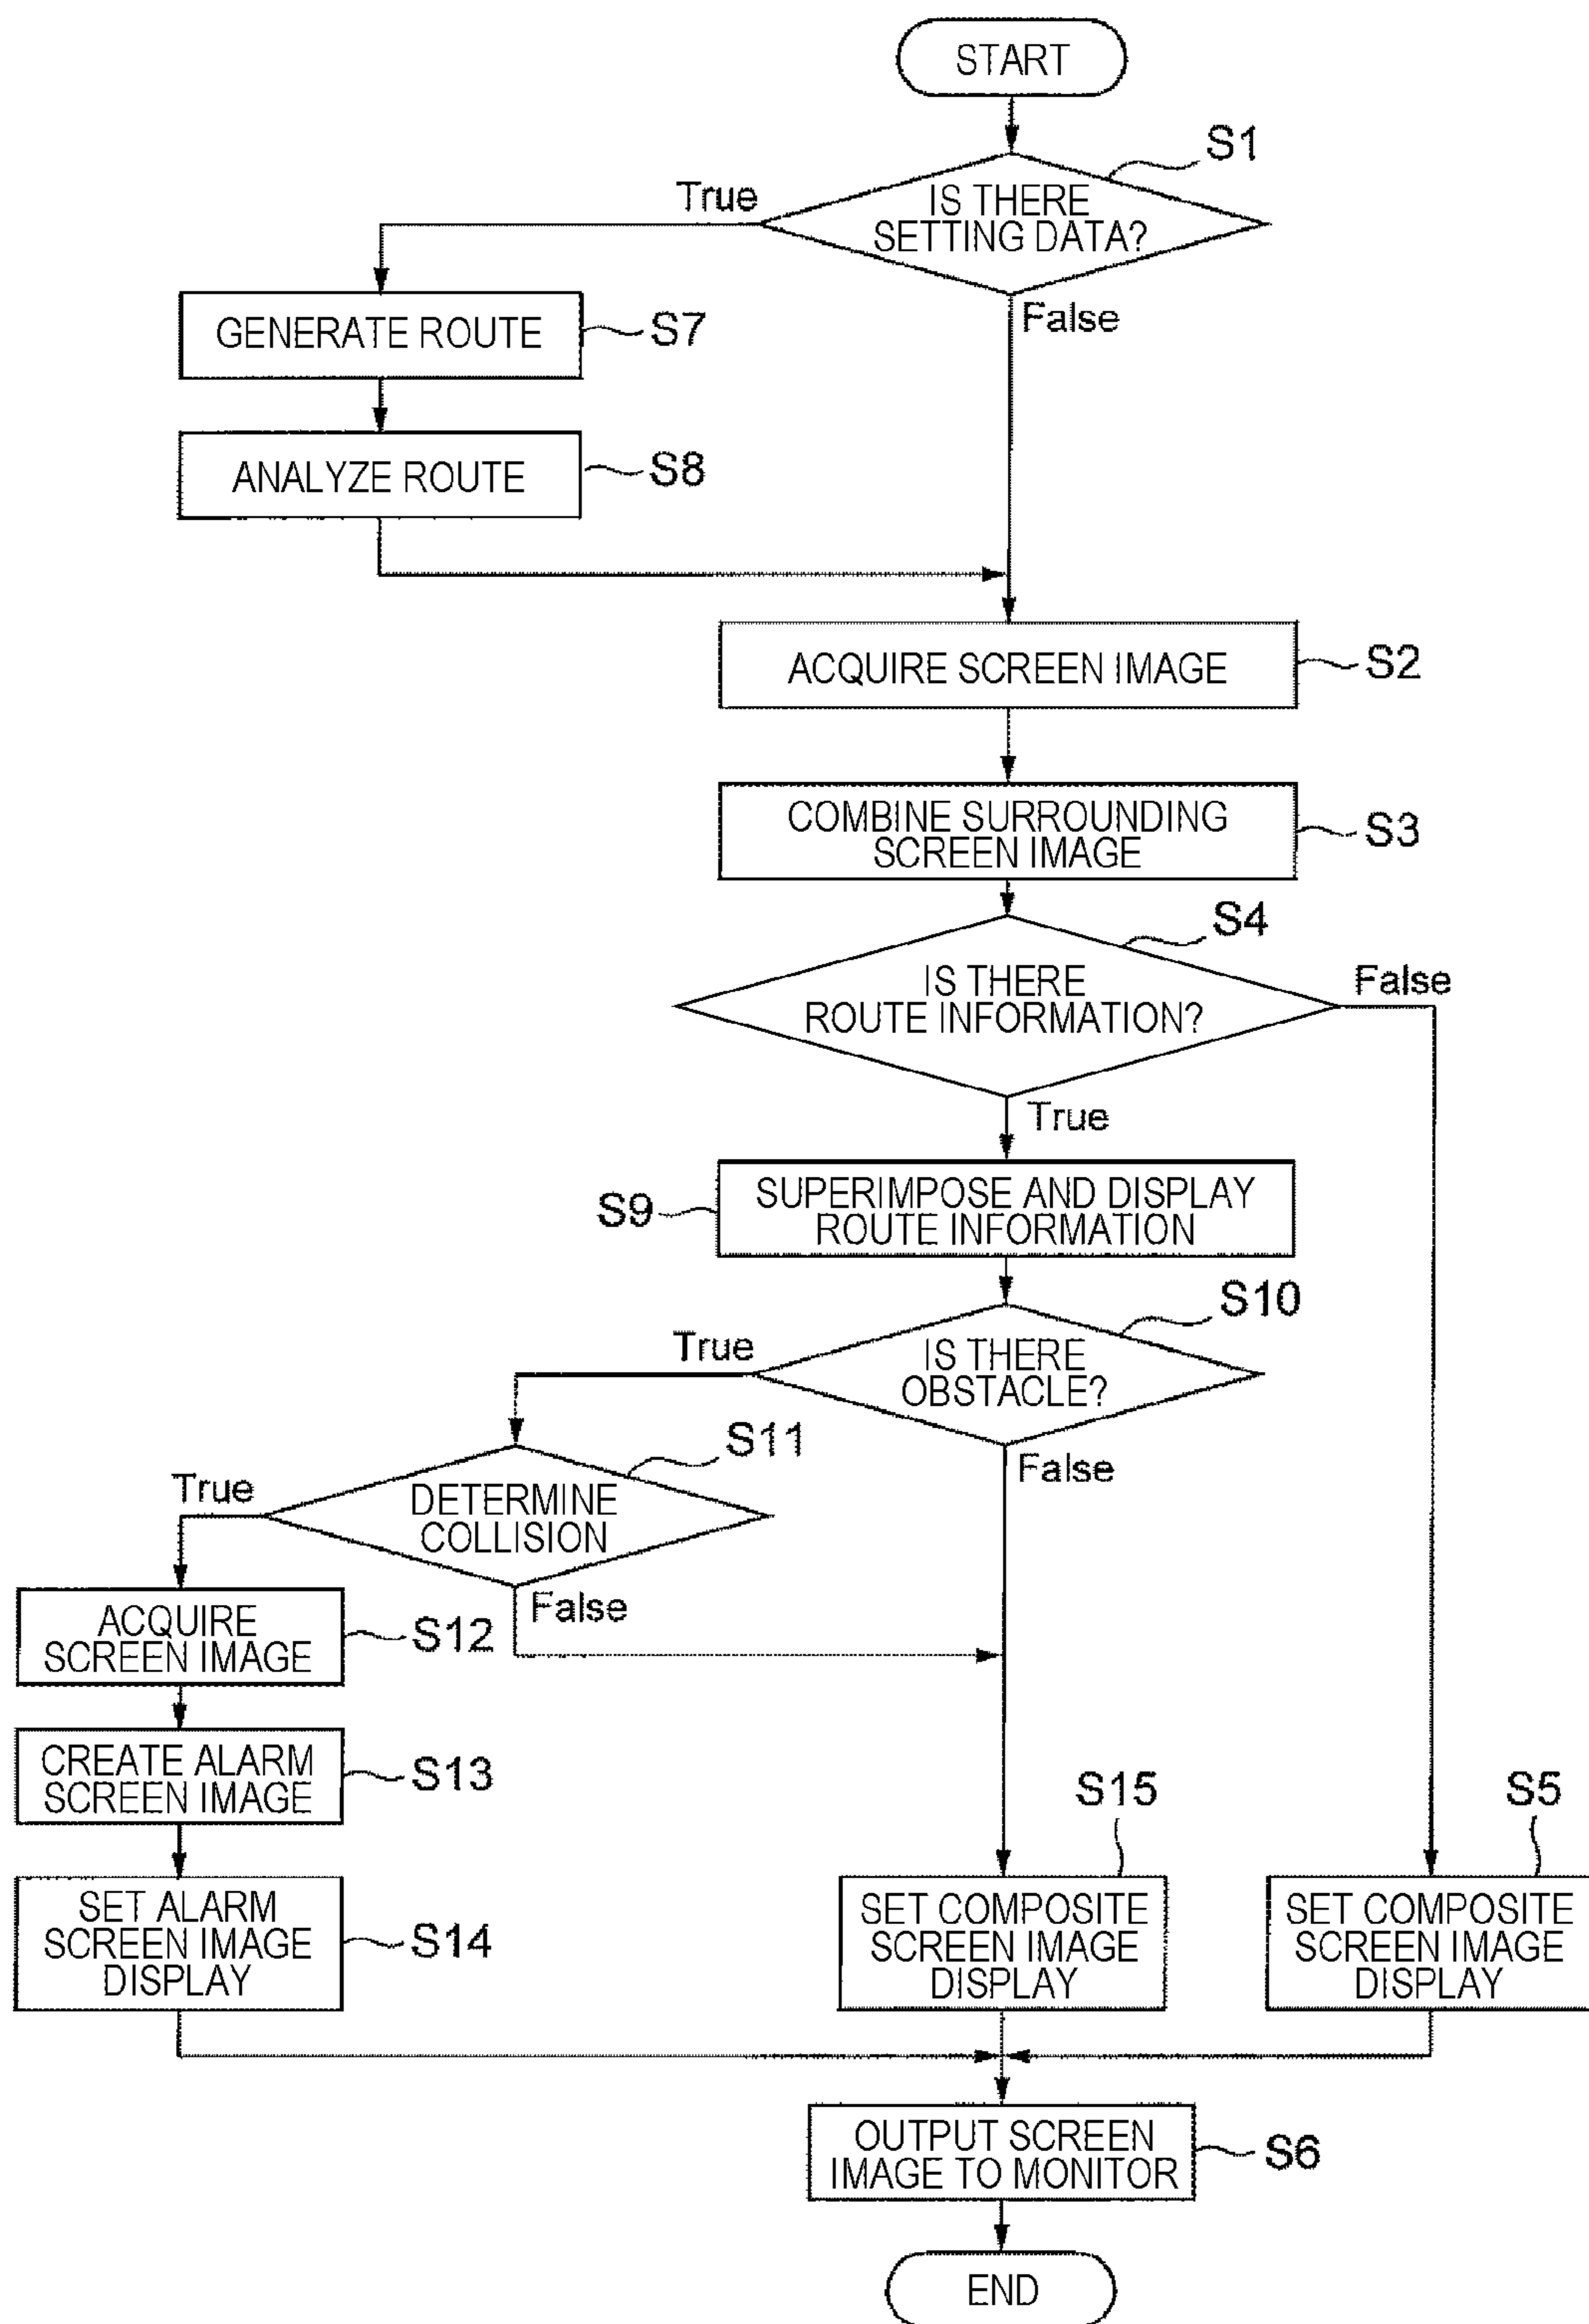 START
S1
True
IS THERE
SETTING DATA?
False
GENERATE ROUTE
S7
ANALYZE ROUTE
S8
ACQUIRE SCREEN IMAGE
S2
COMBINE SURROUNDING
SCREEN IMAGE
S3
S4
IS THERE
ROUTE INFORMATION?
False
True
S9
SUPERIMPOSE AND DISPLAY
ROUTE INFORMATION
S10
True
IS THERE
OBSTACLE?
False
S11
True
DETERMINE
COLLISION
False
ACQUIRE
SCREEN IMAGE
S12
CREATE ALARM
SCREEN IMAGE
S13
SET ALARM
SCREEN IMAGE
DISPLAY
S14
S15
SET COMPOSITE
SCREEN IMAGE
DISPLAY
S5
SET COMPOSITE
SCREEN IMAGE
DISPLAY
OUTPUT SCREEN
IMAGE TO MONITOR
S6
END